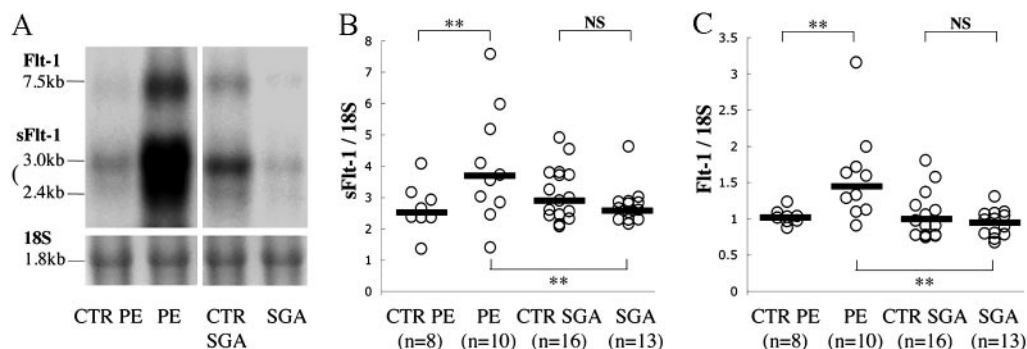 A
Flt-1
7.5kb
sFlt-1
3.0kb
(
2.4kb
18S
1.8kb
CTR PE PE CTR SGA SGA
B
sFlt-1 / 18S
8
7
6
5
4
3
2
1
0
** NS
**
CTR PE PE CTR SGA SGA
(n=8) (n=10) (n=16) (n=13)
C
Flt-1 / 18S
3.5
3
2.5
2
1.5
1
0.5
0
** NS
**
CTR PE PE CTR SGA SGA
(n=8) (n=10) (n=16) (n=13)